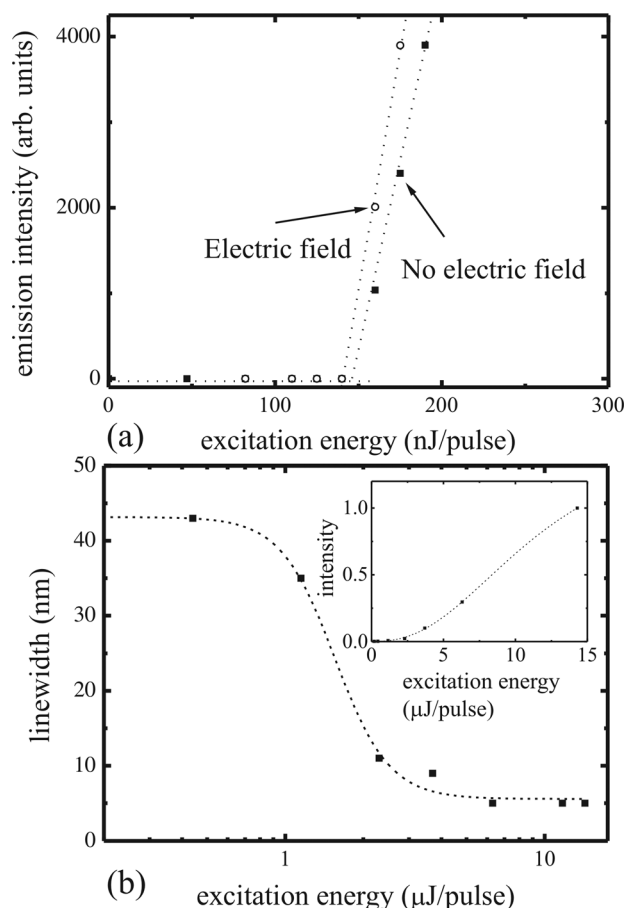 4000
2000
0
emission intensity (arb. units)
Electric field
No electric field
0
100
200
300
(a)
excitation energy (nJ/pulse)
50
40
30
20
10
0
linewidth (nm)
1.0
0.5
0.0
intensity
0
5
10
15
excitation energy
(μJ/pulse)
1
10
(b)
excitation energy (μJ/pulse)